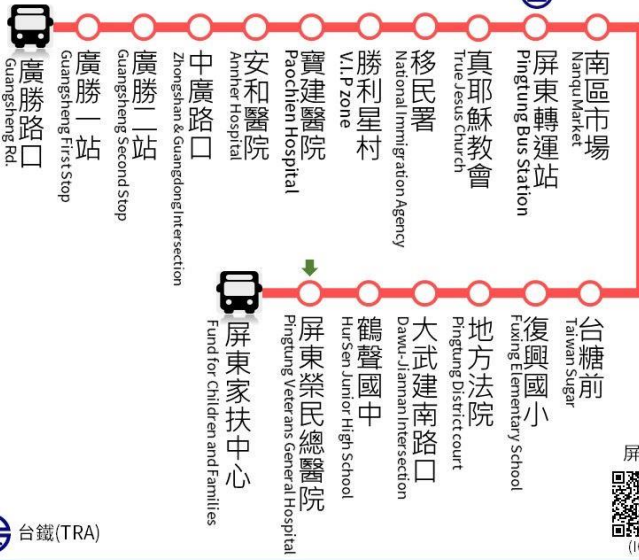 廣勝路口
Guangsheng Rd.
廣勝一站
Guangsheng First Stop
廣勝二站
Guangsheng Second Stop
中廣路口
Zhongshan & Guangdong Intersection
安和醫院
Annher Hospital
寶建醫院
Paochien Hospital
勝利星村
V.I.P zone
移民署
National Immigration Agency
真耶穌教會
True Jesus Church
屏東轉運站
Pingtung Bus Station
南區市場
Nanqu Market
屏東家扶中心
Fund for Children and Families
屏東榮民總醫院
Pingtung Veterans General Hospital
鶴聲國中
HurSen Junior High School
大武建南路口
Dawu-Jiannan Intersection
地方法院
Pingtung District court
復興國小
Fuxing Elementary School
台糖前
Taiwan Sugar
屏
台鐵(TRA)